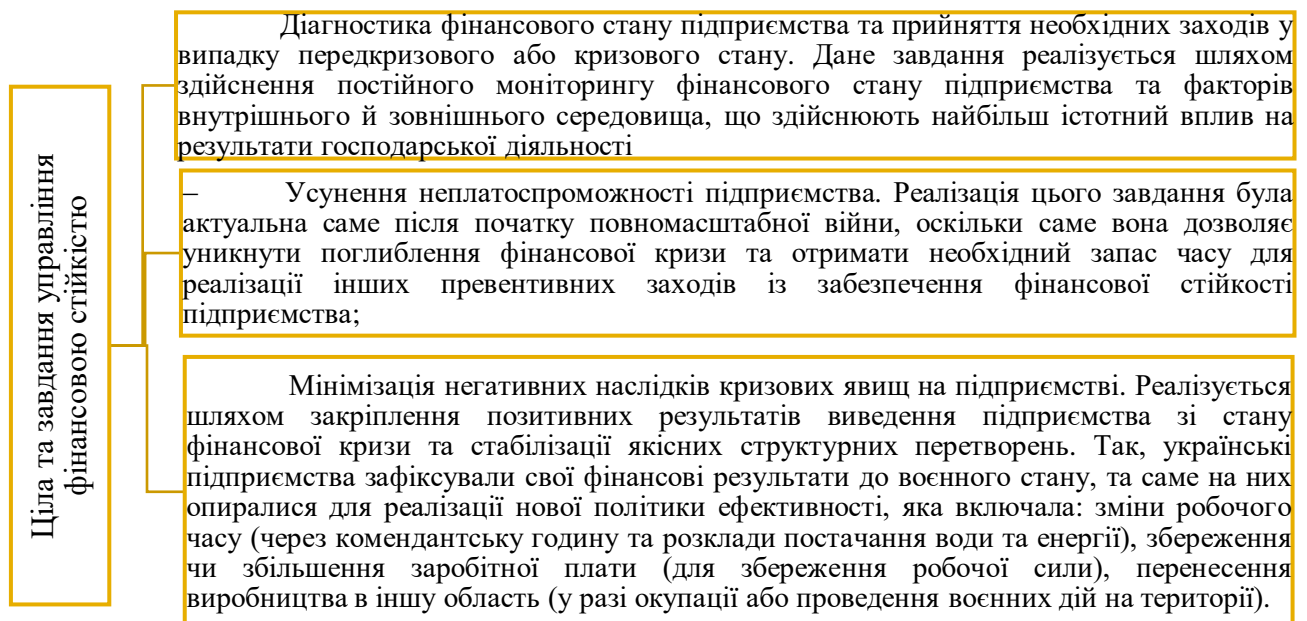 Ціла та завдання управління
фінансовою стійкістю
Діагностика фінансового стану підприємства та прийняття необхідних заходів у
випадку передкризового або кризового стану. Дане завдання реалізується шляхом
здійснення постійного моніторингу фінансового стану підприємства та факторів
внутрішнього й зовнішнього середовища, що здійснюють найбільш істотний вплив на
результати господарської діяльності
– Усунення неплатоспроможності підприємства. Реалізація цього завдання була
актуальна саме після початку повномасштабної війни, оскільки саме вона дозволяє
уникнути поглиблення фінансової кризи та отримати необхідний запас часу для
реалізації інших превентивних заходів із забезпечення фінансової стійкості
підприємства;
Мінімізація негативних наслідків кризових явищ на підприємстві. Реалізується
шляхом закріплення позитивних результатів виведення підприємства зі стану
фінансової кризи та стабілізації якісних структурних перетворень. Так, українські
підприємства зафіксували свої фінансові результати до воєнного стану, та саме на них
опиралися для реалізації нової політики ефективності, яка включала: зміни робочого
часу (через комендантську годину та розклади постачання води та енергії), збереження
чи збільшення заробітної плати (для збереження робочої сили), перенесення
виробництва в іншу область (у разі окупації або проведення воєнних дій на території).